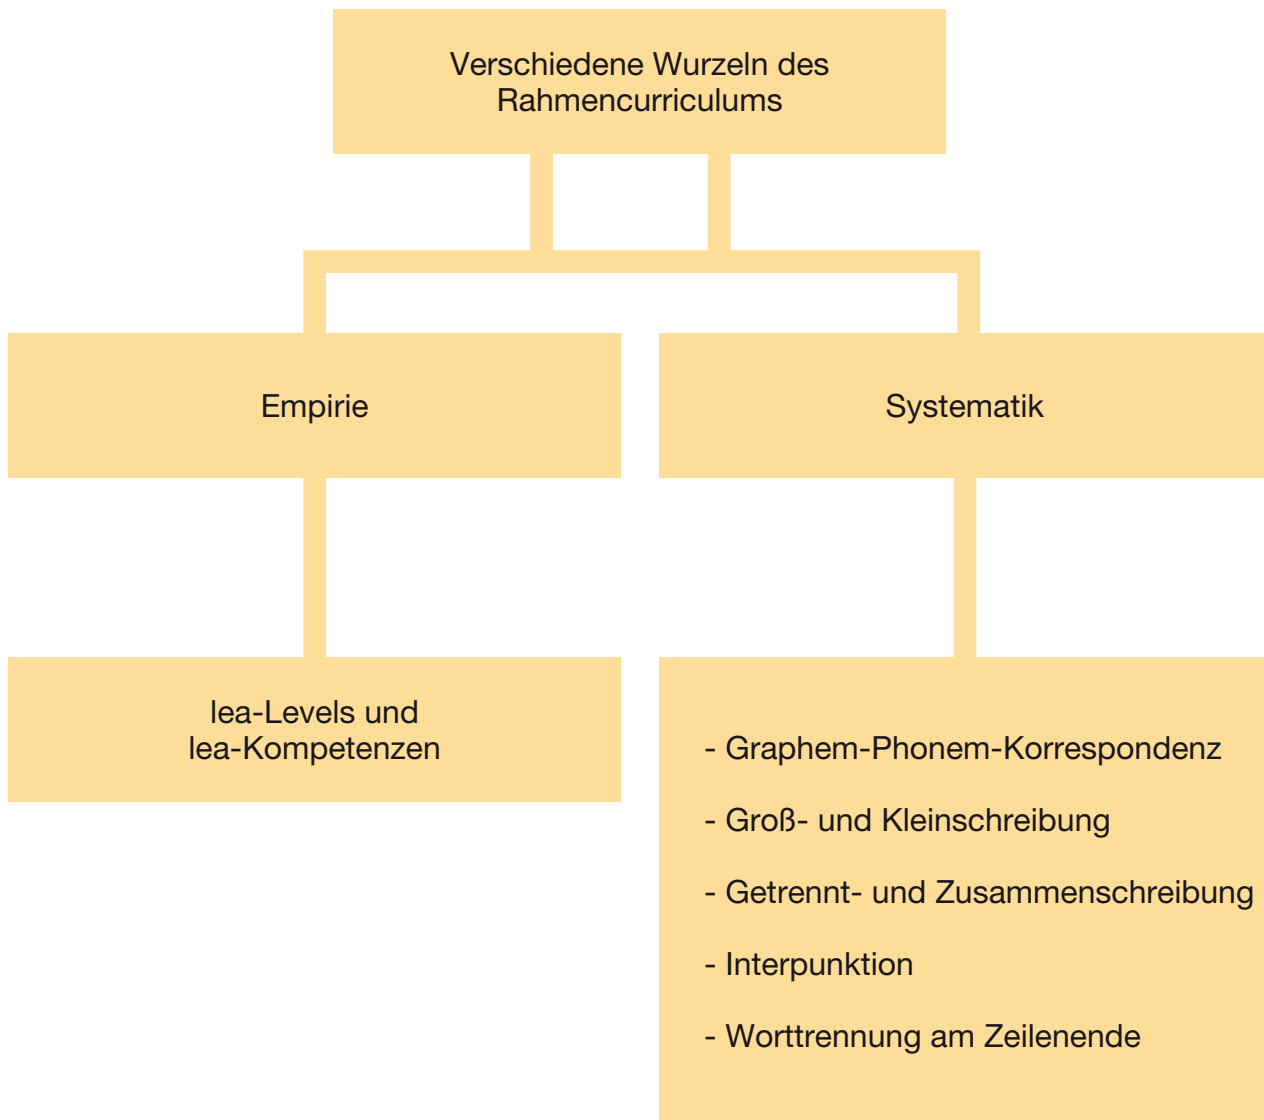 Verschiedene Wurzeln des
Rahmencurriculums
Empirie
Systematik
lea-Levels und
lea-Kompetenzen
- Graphem-Phonem-Korrespondenz
- Groß- und Kleinschreibung
- Getrennt- und Zusammenschreibung
- Interpunktion
- Worttrennung am Zeilenende